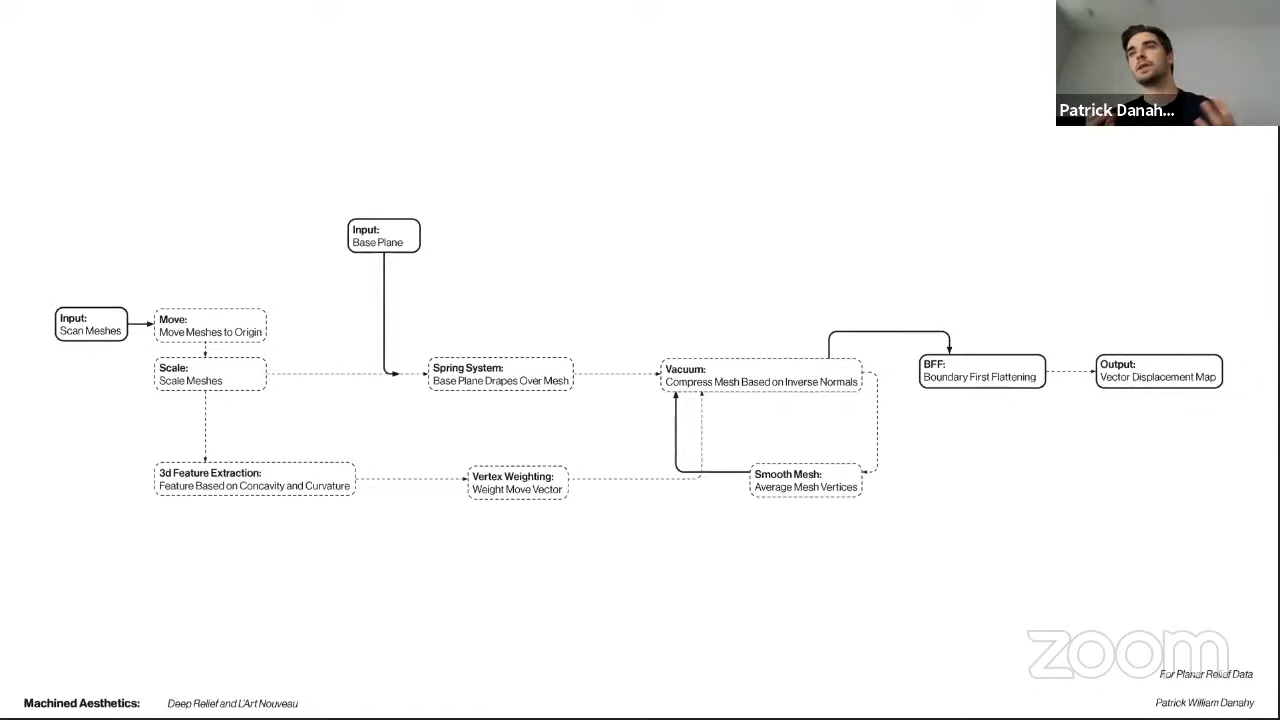 Patrick Danah...
Input:
Base Plane
Input:
Scan Meshes
Move:
Move Meshes to Origin
Scale:
Scale Meshes
Spring System:
Base Plane Drapes Over Mesh
Vacuum:
Compress Mesh Based on Inverse Normals
BFF:
Boundary First Flattening
Output:
Vector Displacement Map
3d Feature Extraction:
Feature Based on Concavity and Curvature
Vertex Weighting:
Weight Move Vector
Smooth Mesh:
Average Mesh Vertices
zoom
For Planar Relief Data
Machined Aesthetics: Deep Relief and L'Art Nouveau
Patrick William Danahy